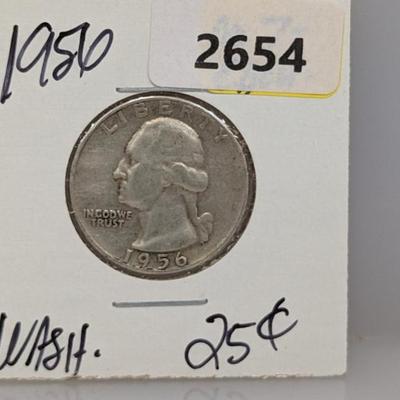 1956
2654
LIBERTY
IN GOD WE
TRUST
1956
WASH.
25¢